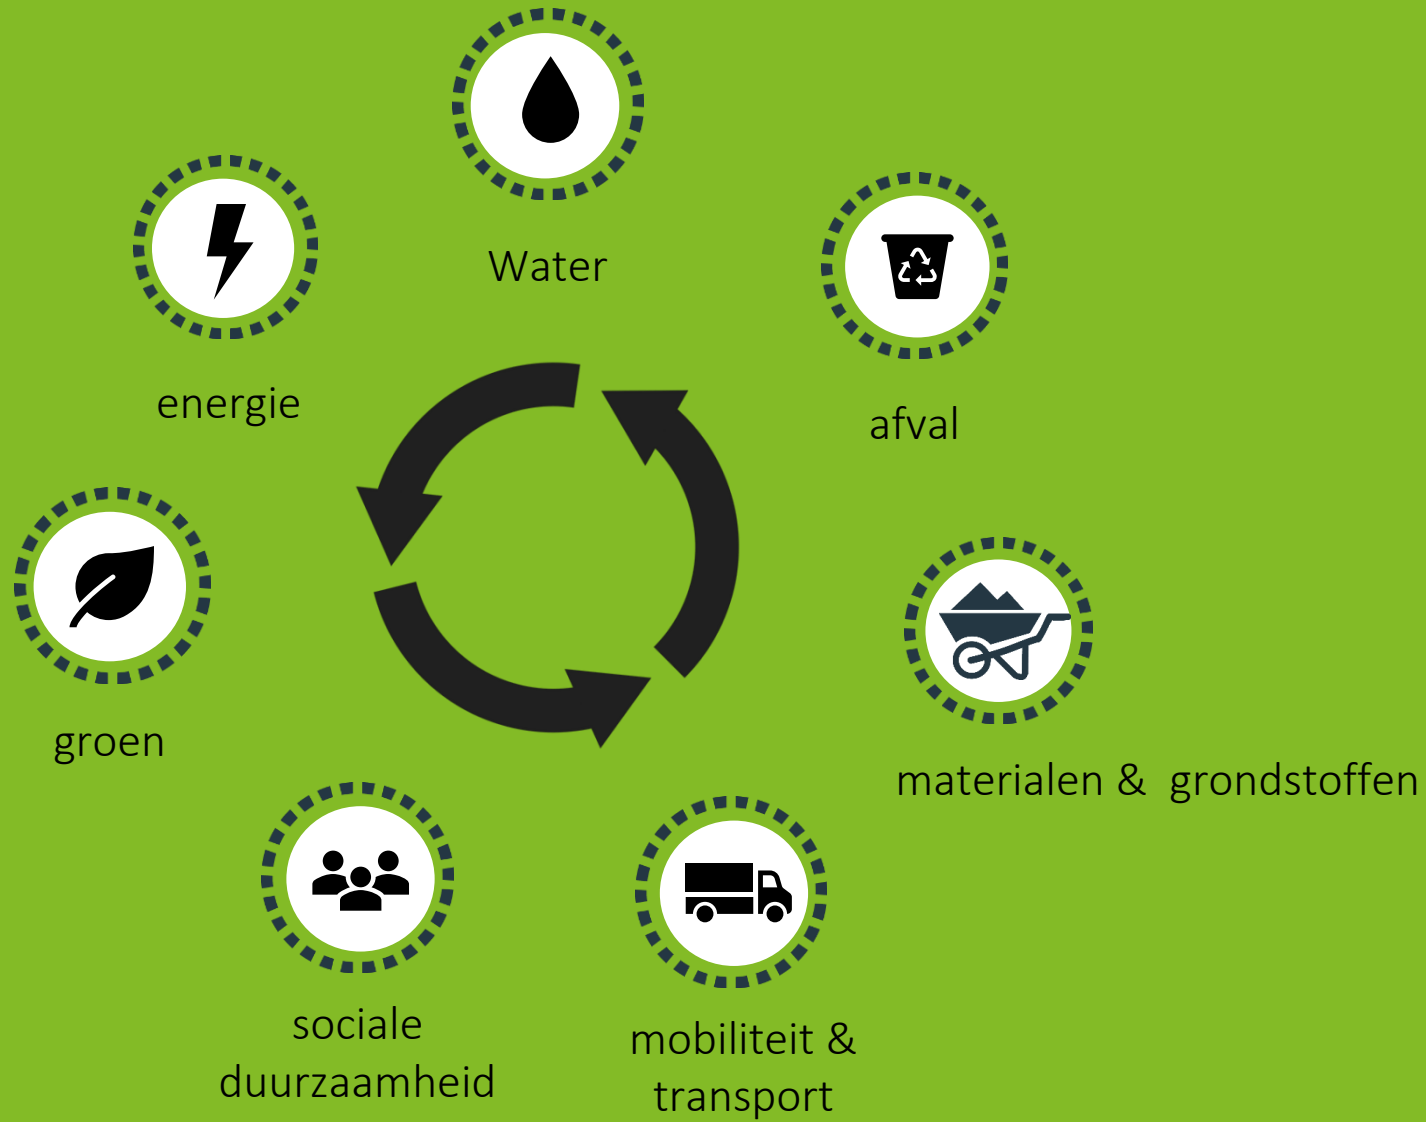 Water
energie
afval
groen
materialen & grondstoffen
sociale
duurzaamheid
mobiliteit &
transport